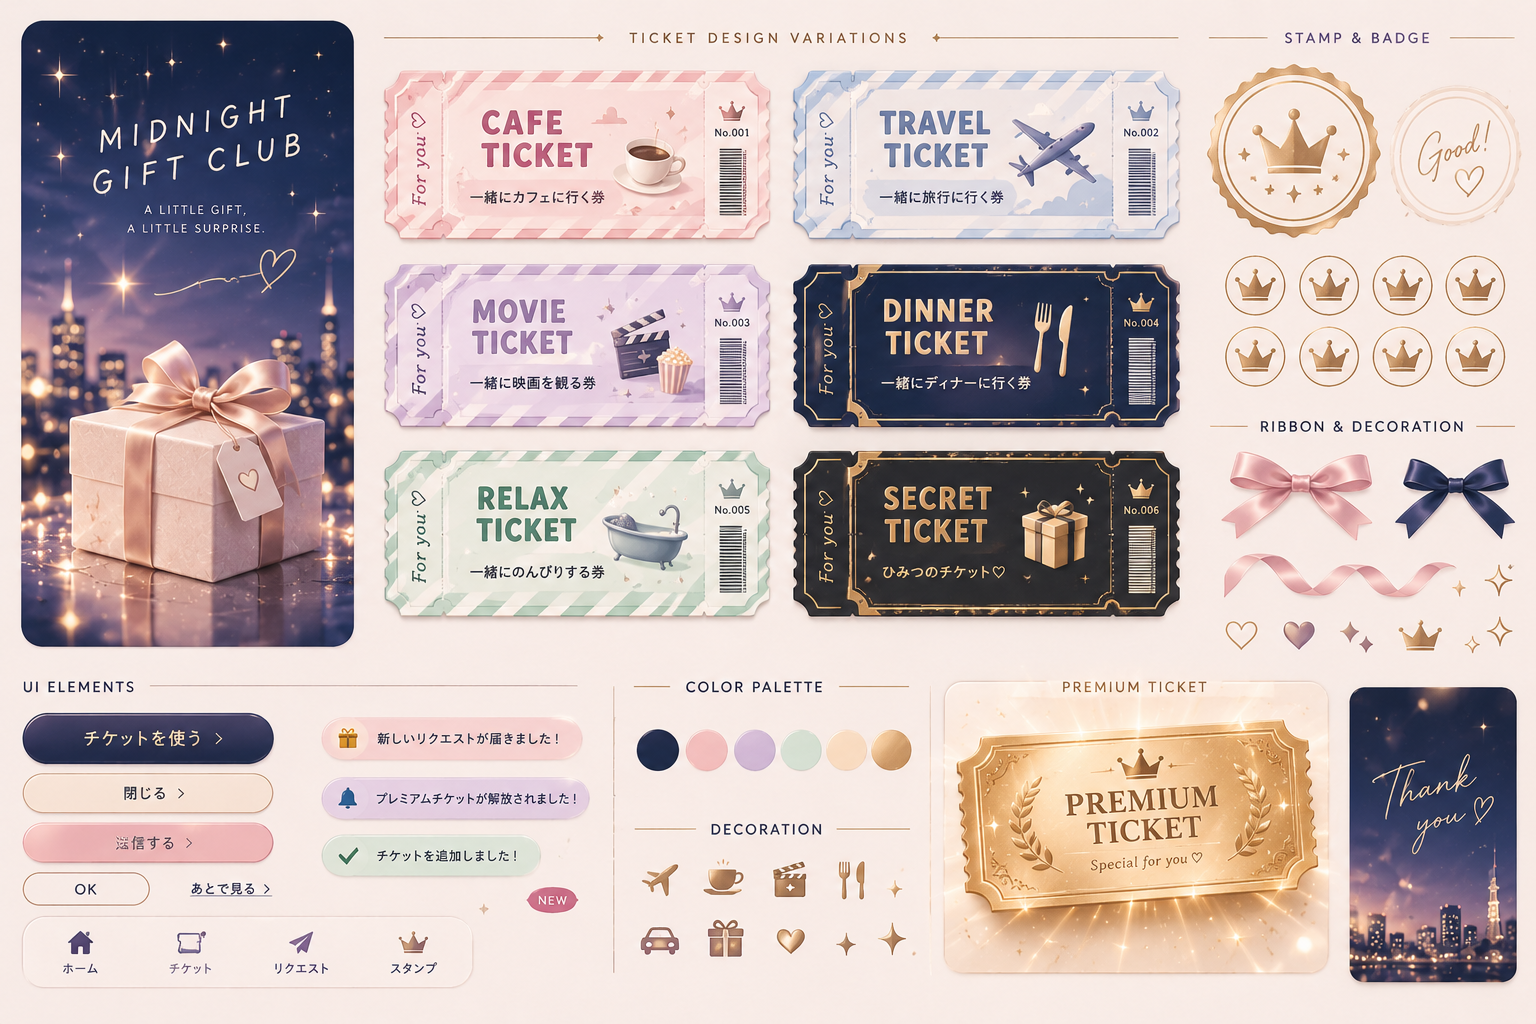 MIDNIGHT
GIFT CLUB
A LITTLE GIFT,
A LITTLE SURPRISE.
TICKET DESIGN VARIATIONS
For you♡
CAFE
TICKET
一緒にカフェに行く券
No.001
For you♡
TRAVEL
TICKET
一緒に旅行に行く券
No.002
For you♡
MOVIE
TICKET
一緒に映画を観る券
No.003
For you♡
DINNER
TICKET
一緒にディナーに行く券
No.004
For you♡
RELAX
TICKET
一緒にのんびりする券
No.005
For you♡
SECRET
TICKET
ひみつのチケット♡
No.006
STAMP & BADGE
Good!
RIBBON & DECORATION
UI ELEMENTS
チケットを使う >
閉じる >
送信する >
OK
あとで見る >
新しいリクエストが届きました！
プレミアムチケットが解放されました！
チケットを追加しました！
NEW
ホーム
チケット
リクエスト
スタンプ
COLOR PALETTE
DECORATION
PREMIUM TICKET
PREMIUM
TICKET
Special for you♡
Thank
you♡